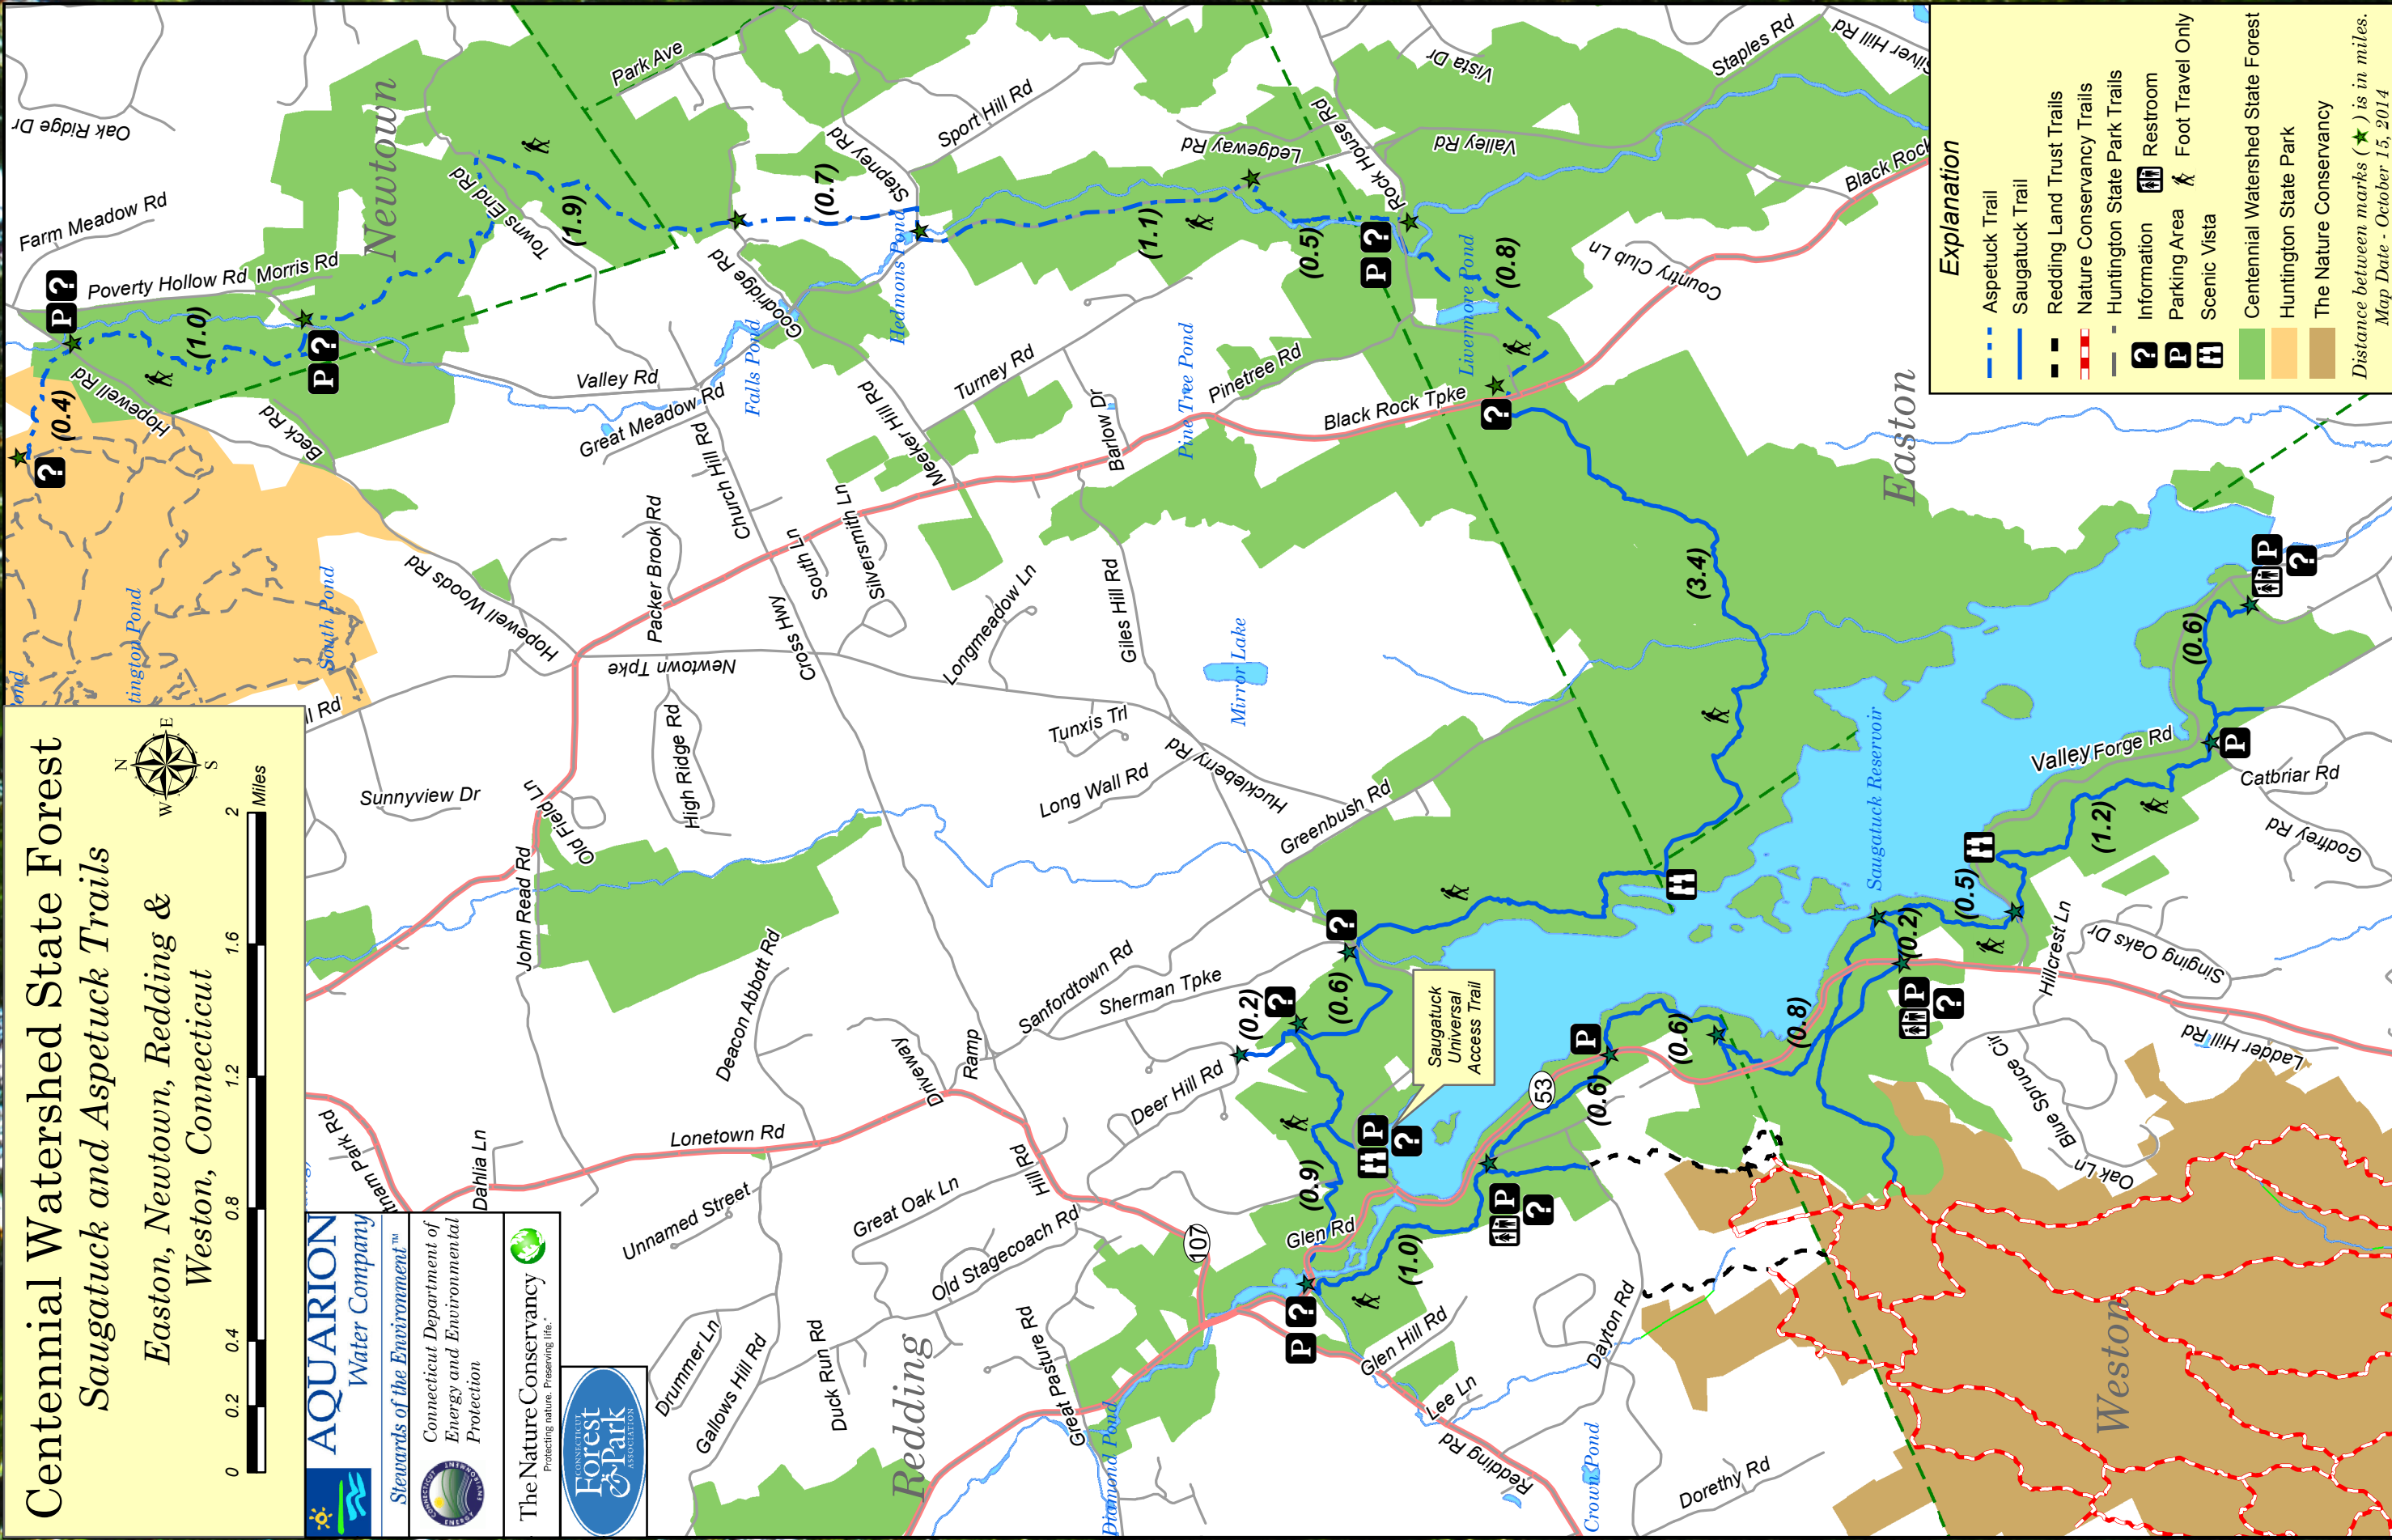 Centennial Watershed State Forest
Saugatuck and Aspetuck Trails
Easton, Newtown, Redding &
Weston, Connecticut
N
W
E
S
0
0.2
0.4
0.8
1.2
1.6
2
Miles
AQUARION
Water Company
Stewards of the Environment™
Connecticut Department of
Energy and Environmental
Protection
The Nature Conservancy
Protecting nature. Preserving life.
CONNECTICUT
Forest
& Park
ASSOCIATION
Explanation
Aspetuck Trail
Saugatuck Trail
Redding Land Trust Trails
Nature Conservancy Trails
Huntington State Park Trails
? Information
Restroom
P Parking Area
Foot Travel Only
Scenic Vista
Centennial Watershed State Forest
Huntington State Park
The Nature Conservancy
Distance between marks (★) is in miles.
Map Date - October 15, 2014
Newtown
Redding
Easton
Weston
Oak Ridge Dr
Farm Meadow Rd
Poverty Hollow Rd
Morris Rd
Hopewell Rd
Beck Rd
Towns End Rd
Park Ave
Sport Hill Rd
Stepney Rd
Goodridge Rd
Valley Rd
Great Meadow Rd
Church Hill Rd
Meeker Hill Rd
Turney Rd
Barlow Dr
Pinetree Rd
Black Rock Tpke
Ledgeway Rd
Rock House Rd
Valley Rd
Vista Dr
Staples Rd
Silver Hill Rd
Black Rock
Country Club Ln
Hopewell Woods Rd
Packer Brook Rd
South Ln
Silversmith Ln
Cross Hwy
Newtown Tpke
Longmeadow Ln
Giles Hill Rd
High Ridge Rd
Tunxis Trl
Long Wall Rd
Huckleberry Rd
Greenbush Rd
ll Rd
Sunnyview Dr
Old Field Ln
Old Field Rd
John Read Rd
Deacon Abbott Rd
Sanfordtown Rd
Sherman Tpke
Driveway
Ramp
Deer Hill Rd
Lonetown Rd
Hill Rd
Putnam Park Rd
Dahlia Ln
Unnamed Street
Great Oak Ln
Old Stagecoach Rd
Drummer Ln
Gallows Hill Rd
Duck Run Rd
Great Pasture Rd
Glen Rd
Glen Hill Rd
Lee Ln
Redding Rd
Dayton Rd
Dorethy Rd
Valley Forge Rd
Catbriar Rd
Godfrey Rd
Hillcrest Ln
Singing Oaks Dr
Ladder Hill Rd
Blue Spruce Cir
Oak Ln
107
53
Saugatuck
Universal
Access Trail
Falls Pond
Hedmons Pond
Pine Tree Pond
Livermore Pond
South Pond
tington Pond
ond
Mirror Lake
Saugatuck Reservoir
Diamond Pond
Crown Pond
(0.4)
(1.0)
(1.9)
(0.7)
(1.1)
(0.5)
(0.8)
(3.4)
(0.6)
(0.2)
(0.9)
(1.0)
(0.6)
(0.6)
(0.8)
(0.2)
(0.5)
(1.2)
(0.6)